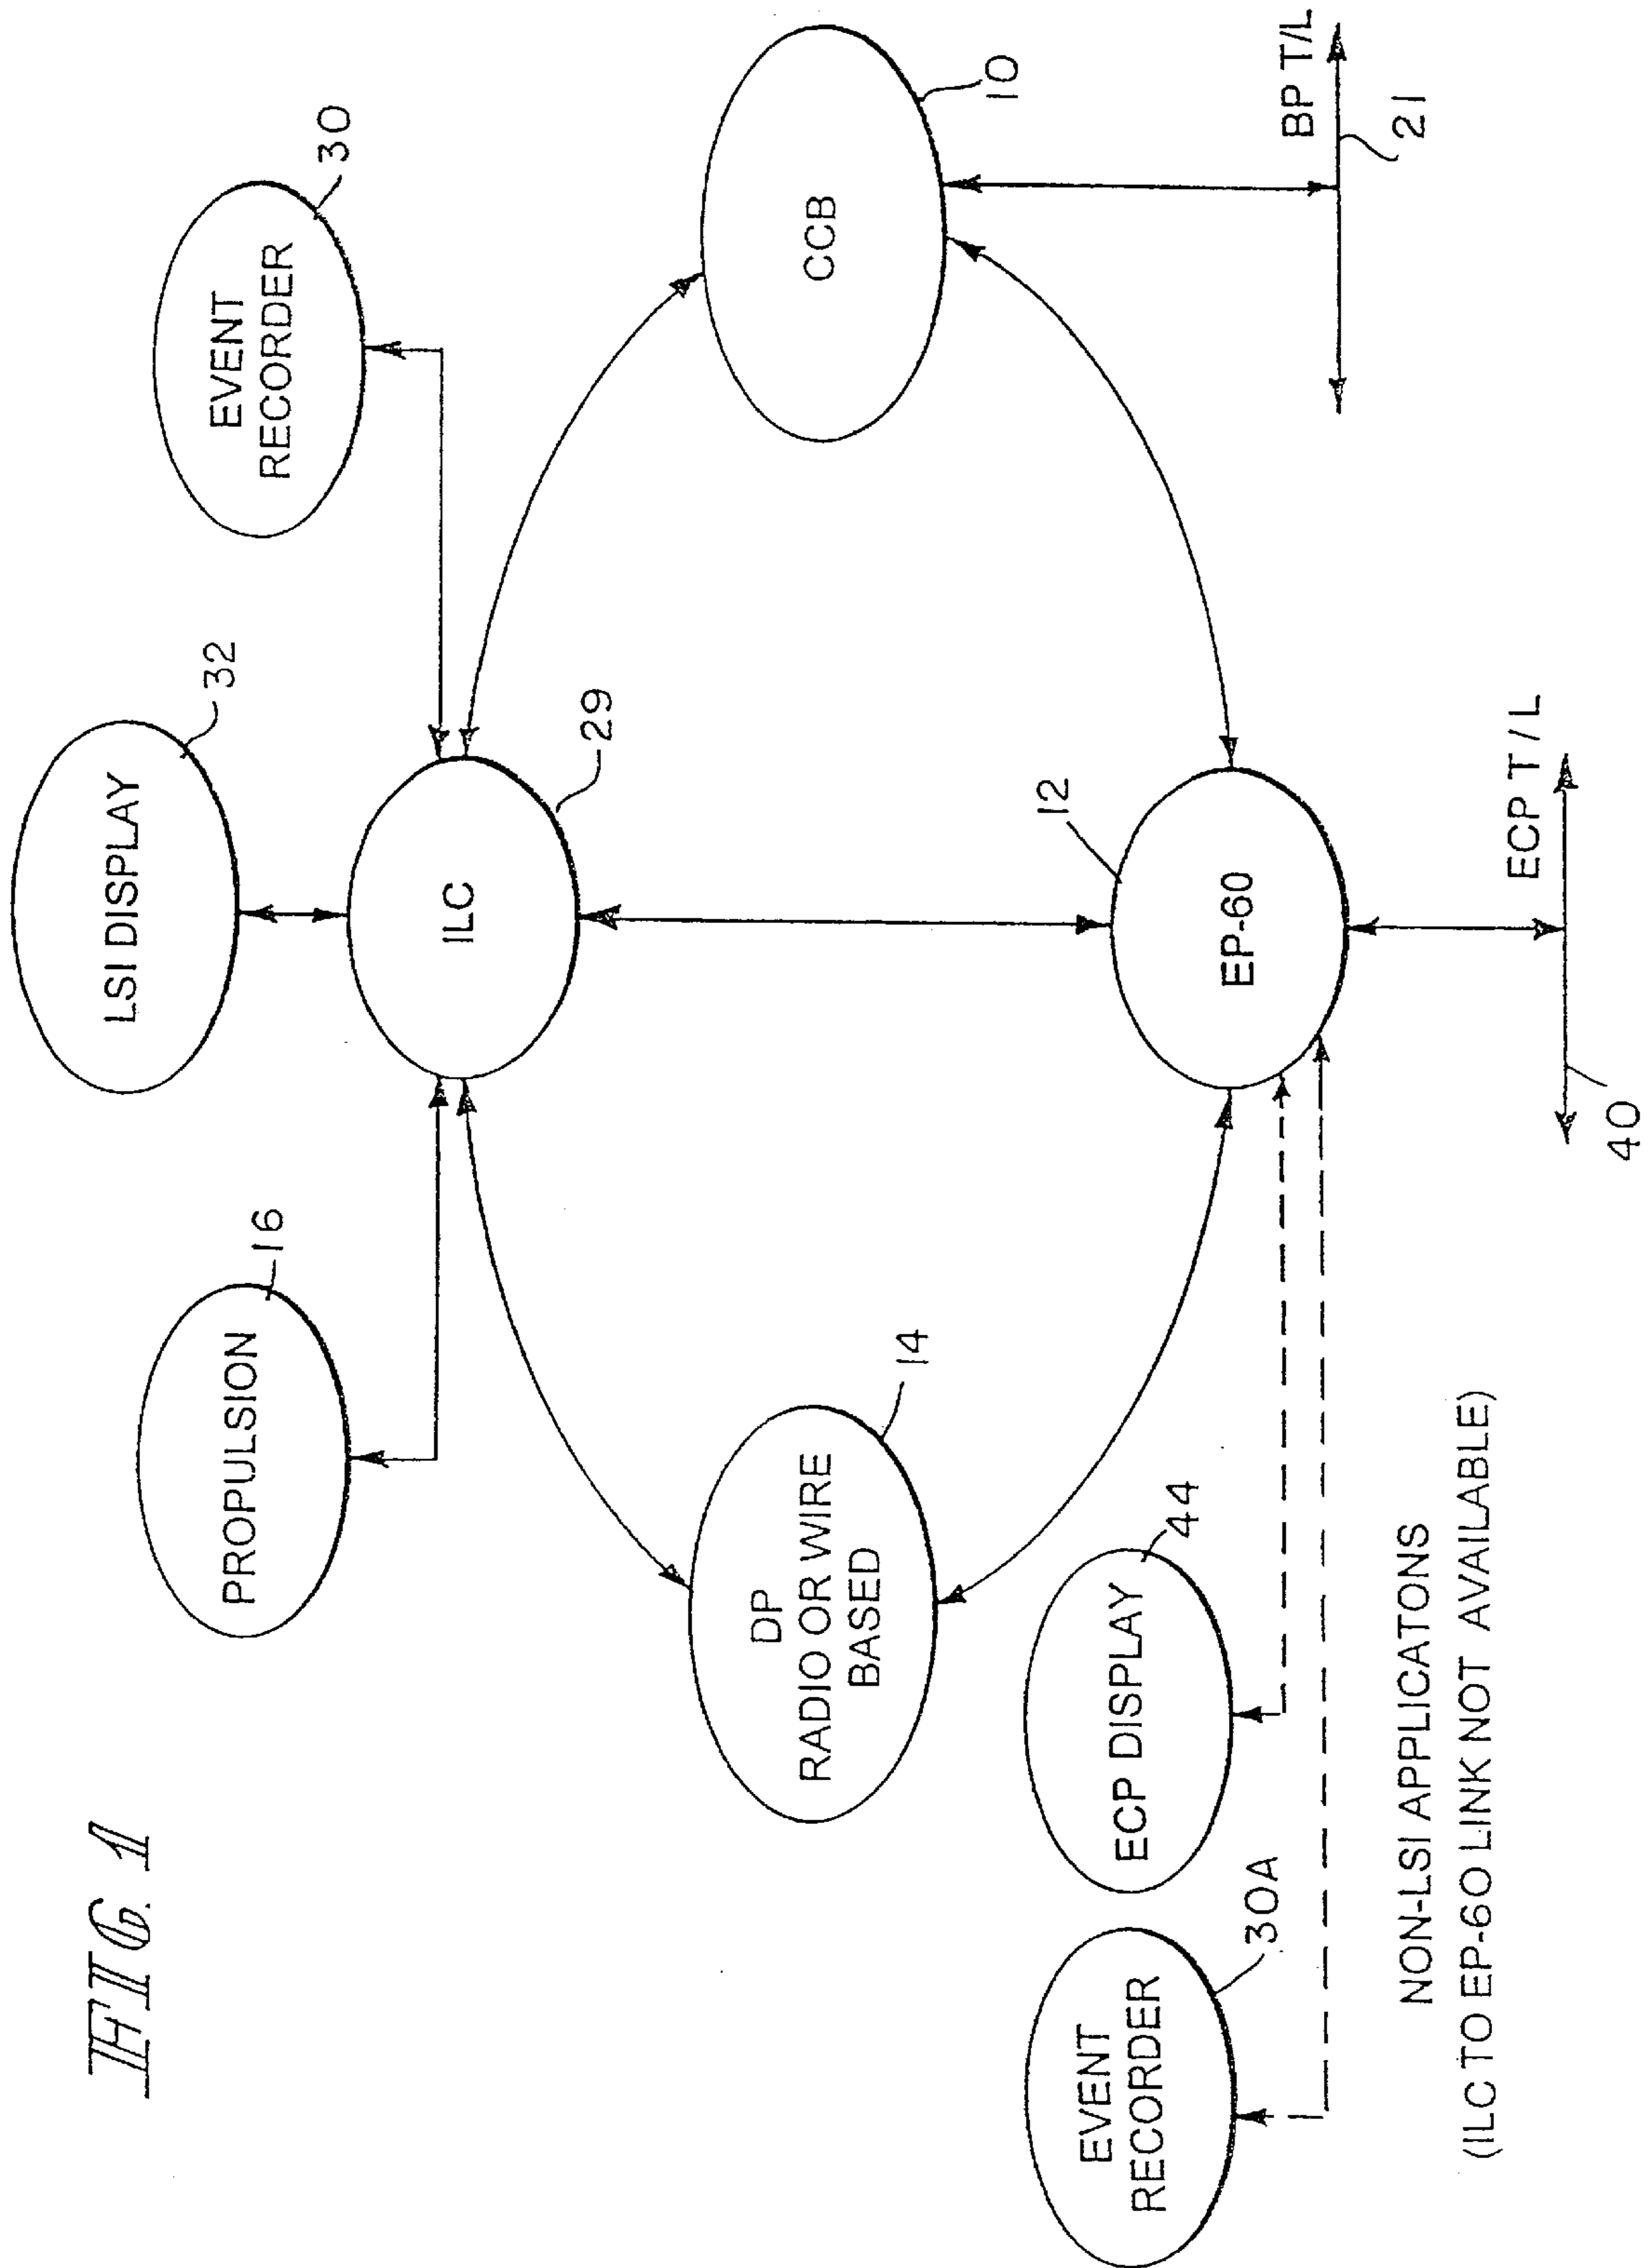 FIG. 1
LSI DISPLAY
32
PROPULSION
16
EVENT
RECORDER
30
ILC
29
DP
RADIO OR WIRE
BASED
14
CCB
10
EVENT
RECORDER
30A
ECP DISPLAY
44
EP-60
12
BP T/L
21
ECP T/L
40
NON-LSI APPLICATONS
(ILC TO EP-60 LINK NOT AVAILABLE)